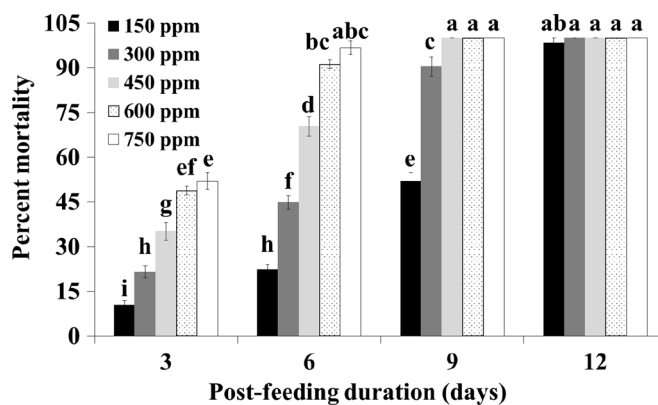 105
90
75
60
45
30
15
0
Percent mortality
150 ppm
300 ppm
450 ppm
600 ppm
750 ppm
i h g ef e
h f d bc abc
e c a a a
ab a a a a
3 6 9 12
Post-feeding duration (days)